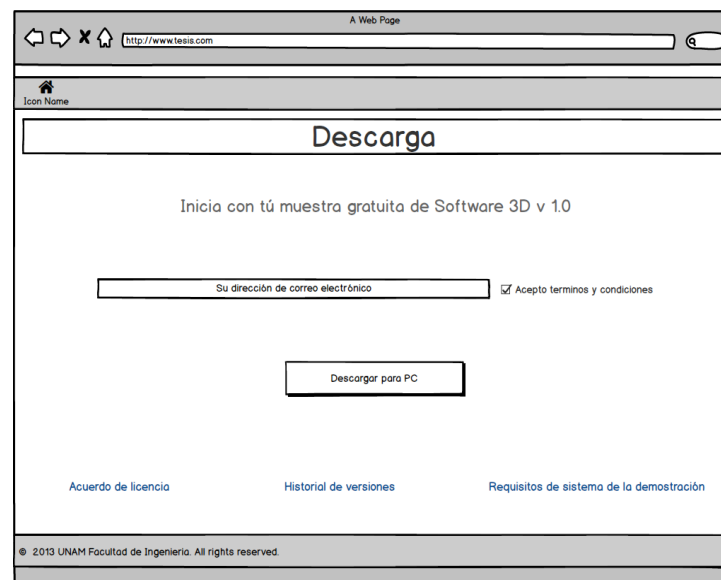 A Web Page
http://www.tesis.com
Icon Name
Descarga
Inicia con tú muestra gratuita de Software 3D v 1.0
Su dirección de correo electrónico
Acepto terminos y condiciones
Descargar para PC
Acuerdo de licencia
Historial de versiones
Requisitos de sistema de la demostración
© 2013 UNAM Facultad de Ingeniería. All rights reserved.